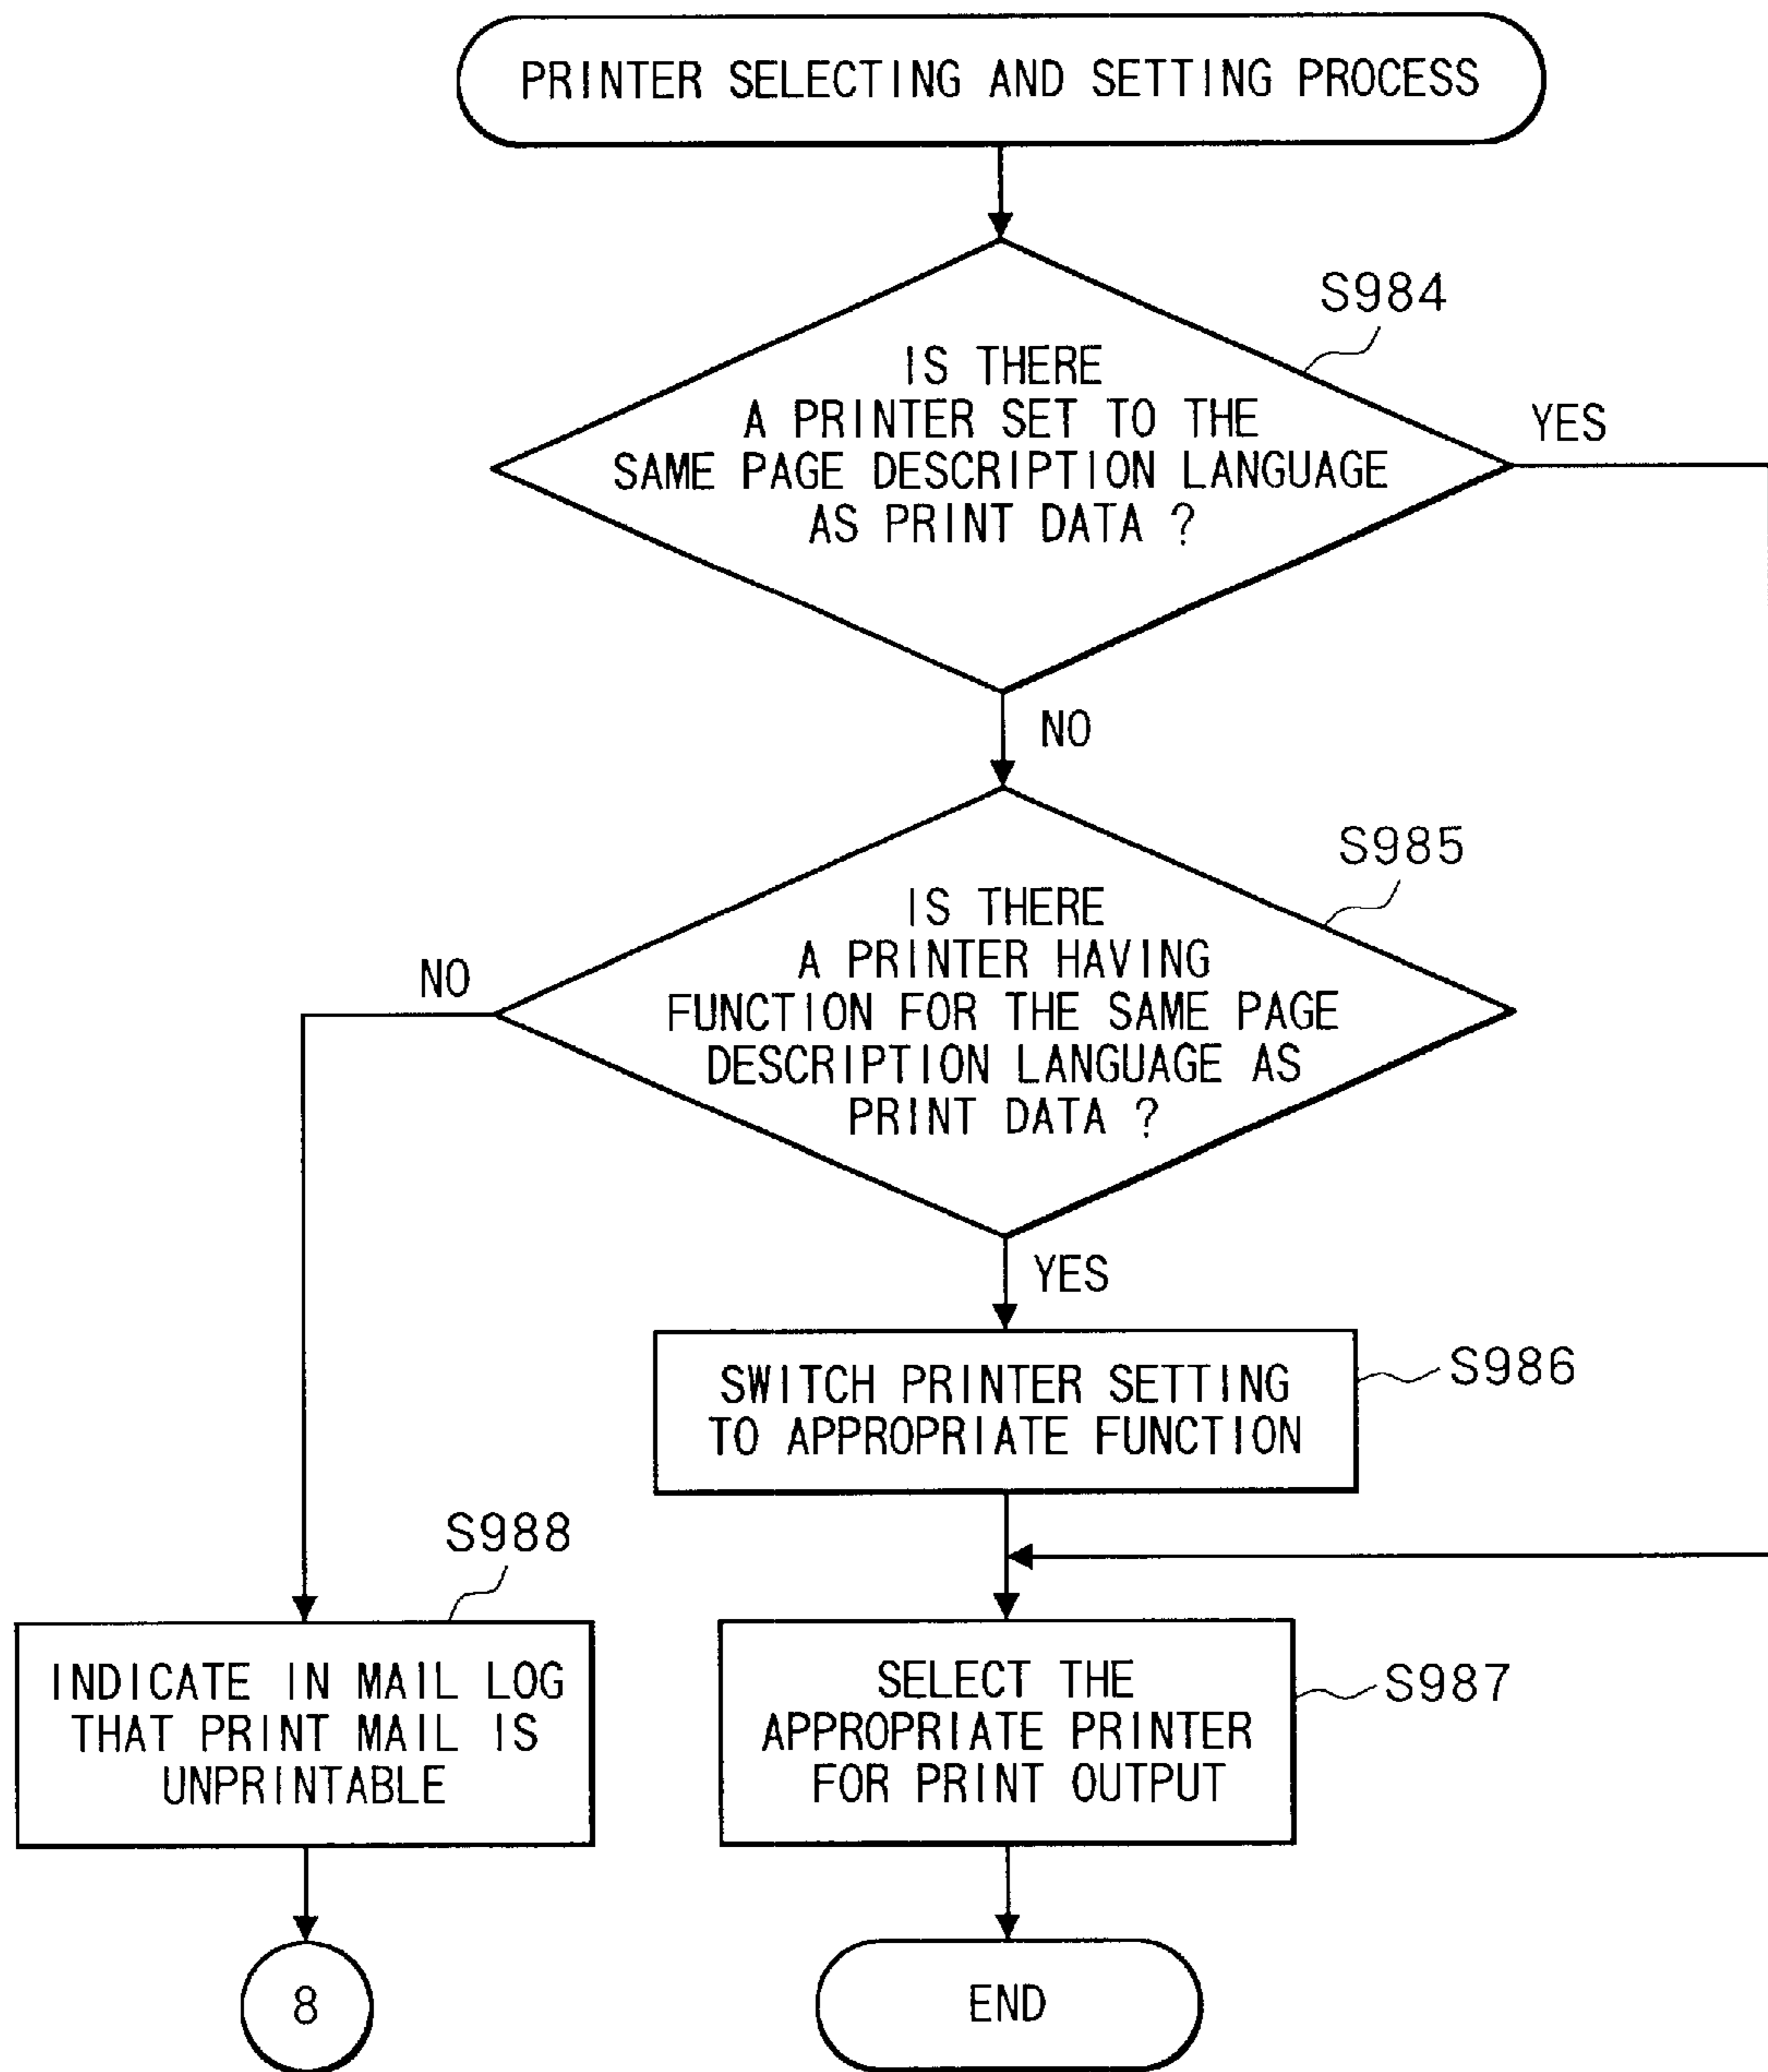 PRINTER SELECTING AND SETTING PROCESS
S984
IS THERE
A PRINTER SET TO THE
SAME PAGE DESCRIPTION LANGUAGE
AS PRINT DATA ?
YES
NO
S985
IS THERE
A PRINTER HAVING
FUNCTION FOR THE SAME PAGE
DESCRIPTION LANGUAGE AS
PRINT DATA ?
NO
YES
SWITCH PRINTER SETTING
TO APPROPRIATE FUNCTION
S986
S988
INDICATE IN MAIL LOG
THAT PRINT MAIL IS
UNPRINTABLE
SELECT THE
APPROPRIATE PRINTER
FOR PRINT OUTPUT
S987
8
END